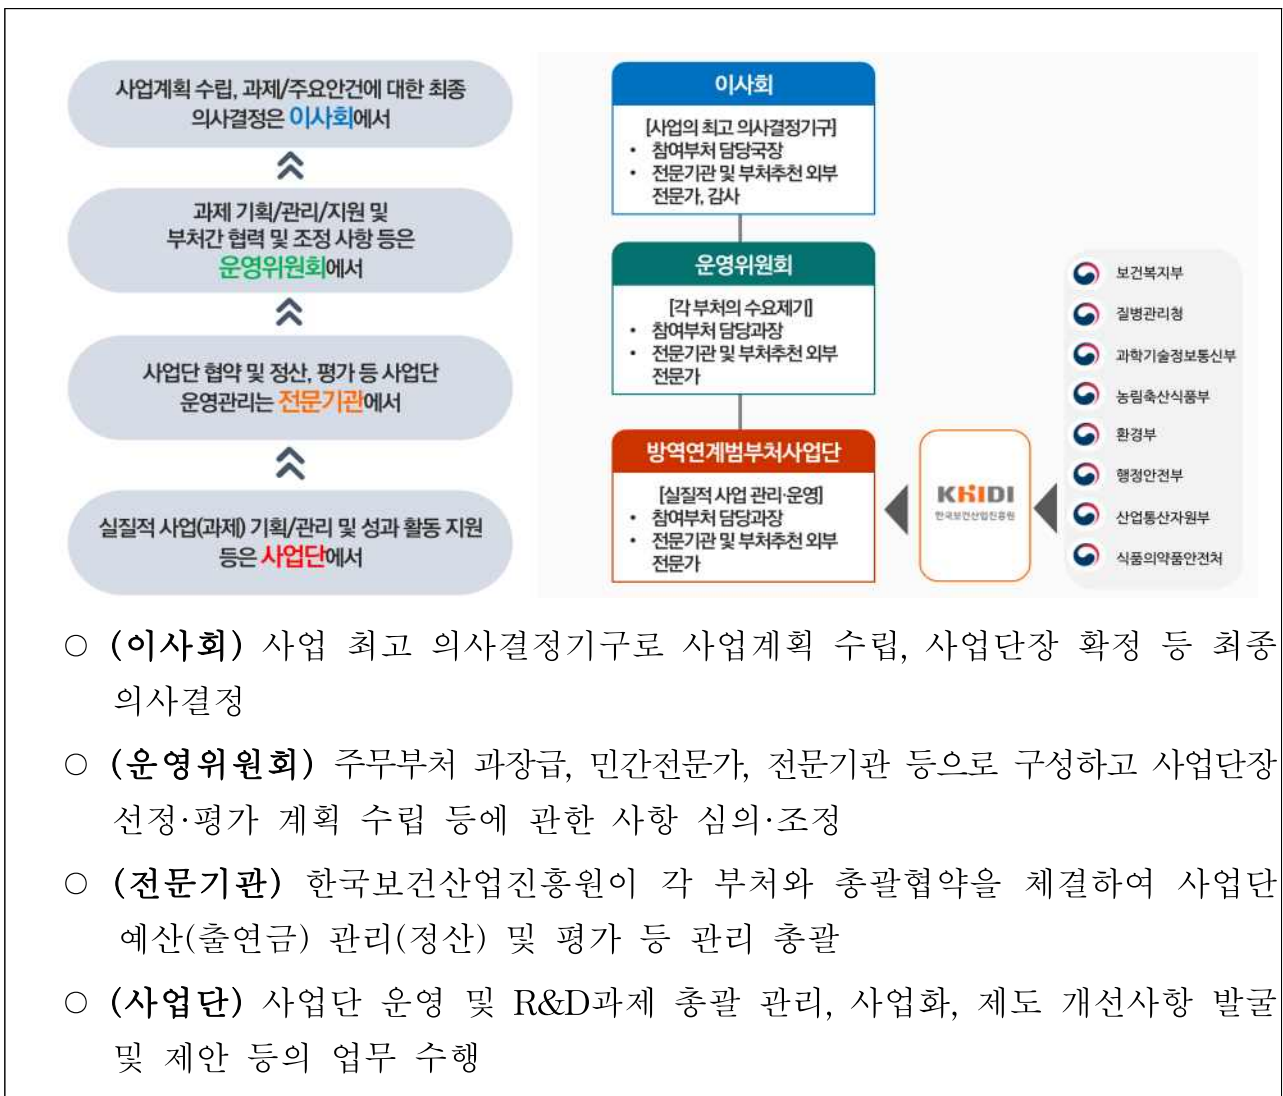 사업계획 수립, 과제/주요안건에 대한 최종
의사결정은 이사회에서
과제 기획/관리/지원 및
부처간 협력 및 조정 사항 등은
운영위원회에서
사업단 협약 및 정산, 평가 등 사업단
운영관리는 전문기관에서
실질적 사업(과제) 기획/관리 및 성과 활동 지원
등은 사업단에서
이사회
[사업의 최고 의사결정기구]
• 참여부처 담당국장
• 전문기관 및 부처추천 외부
전문가, 감사
운영위원회
[각 부처의 수요제기]
• 참여부처 담당과장
• 전문기관 및 부처추천 외부
전문가
방역연계범부처사업단
[실질적 사업 관리·운영]
• 참여부처 담당과장
• 전문기관 및 부처추천 외부
전문가
KHIDI
한국보건산업진흥원
보건복지부
질병관리청
과학기술정보통신부
농림축산식품부
환경부
행정안전부
산업통산자원부
식품의약품안전처
○ (이사회) 사업 최고 의사결정기구로 사업계획 수립, 사업단장 확정 등 최종
의사결정
○ (운영위원회) 주무부처 과장급, 민간전문가, 전문기관 등으로 구성하고 사업단장
선정·평가 계획 수립 등에 관한 사항 심의·조정
○ (전문기관) 한국보건산업진흥원이 각 부처와 총괄협약을 체결하여 사업단
예산(출연금) 관리(정산) 및 평가 등 관리 총괄
○ (사업단) 사업단 운영 및 R&D과제 총괄 관리, 사업화, 제도 개선사항 발굴
및 제안 등의 업무 수행